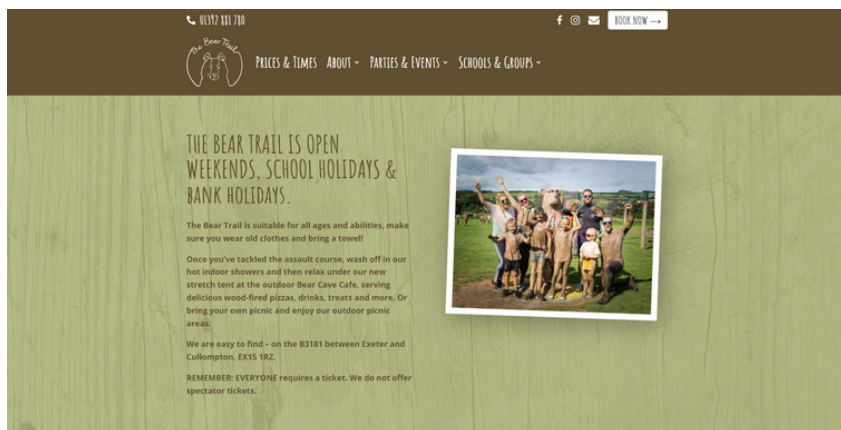 01392 881 780
BOOK NOW →
The Bear Trail
PRICES & TIMES ABOUT PARTIES & EVENTS SCHOOLS & GROUPS
THE BEAR TRAIL IS OPEN
WEEKENDS, SCHOOL HOLIDAYS &
BANK HOLIDAYS.
The Bear Trail is suitable for all ages and abilities, make
sure you wear old clothes and bring a towel!
Once you've tackled the assault course, wash off in our
hot indoor showers and then relax under our new
stretch tent at the outdoor Bear Cave Cafe, serving
delicious wood-fired pizzas, drinks, treats and more. Or
bring your own picnic and enjoy our outdoor picnic
areas.
We are easy to find – on the B3181 between Exeter and
Cullompton, EX15 1RZ.
REMEMBER: EVERYONE requires a ticket. We do not offer
spectator tickets.